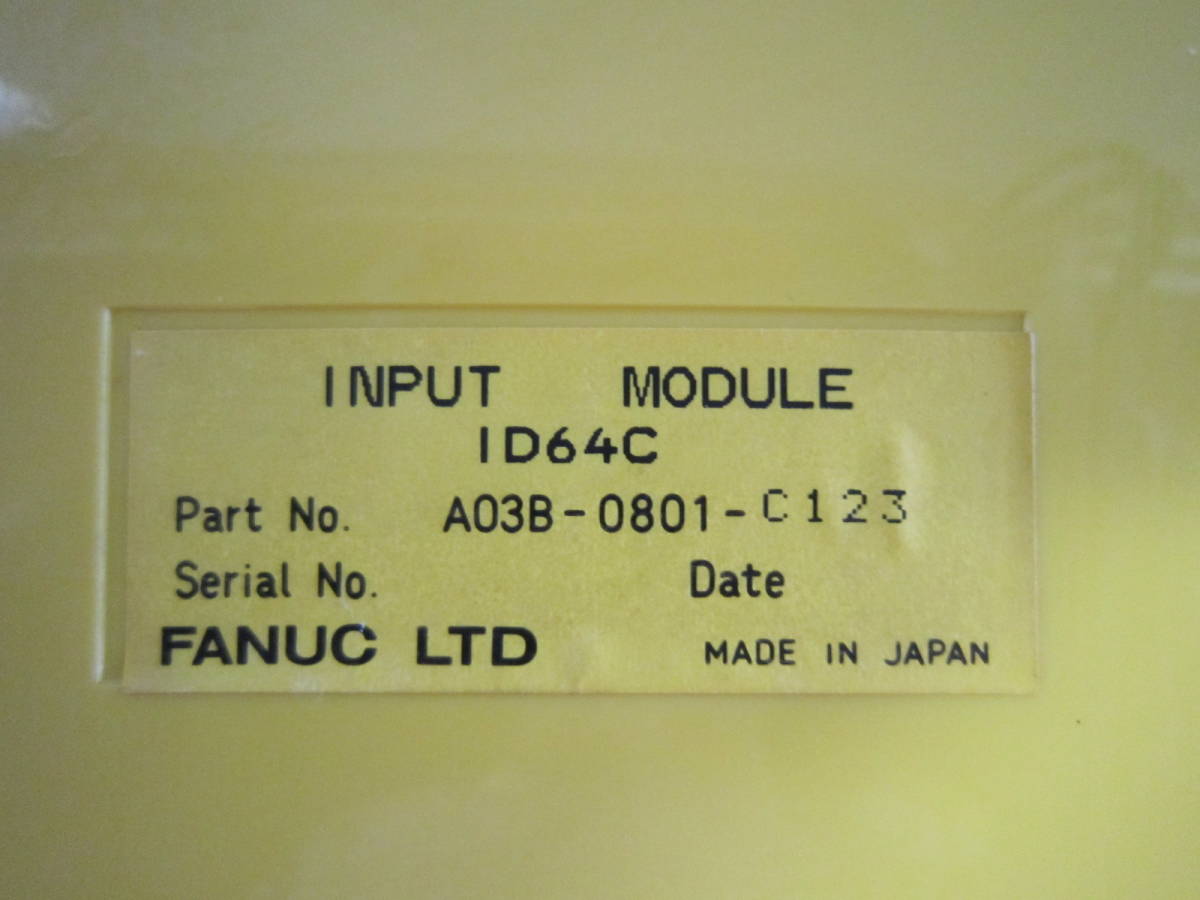 INPUT MODULE
ID64C
Part No. A03B-0801-C123
Serial No. Date
FANUC LTD MADE IN JAPAN